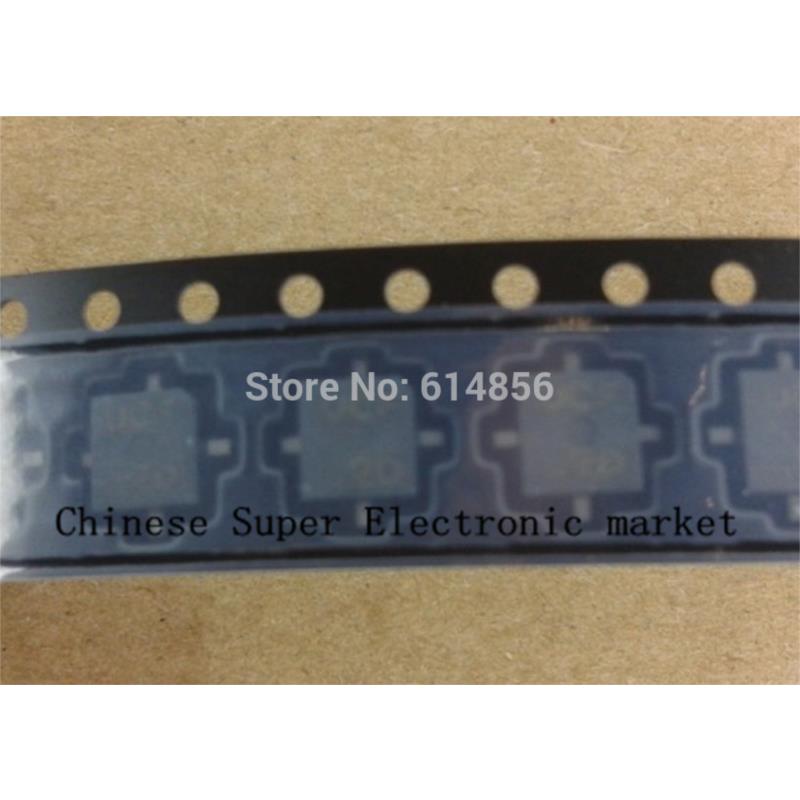 Store No: 614856
Chinese Super Electronic market